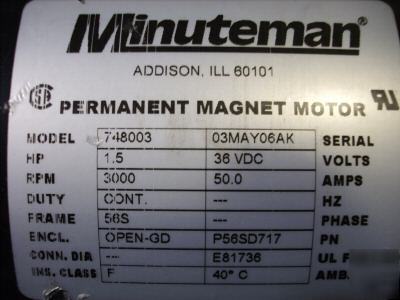 Minuteman®
ADDISON, ILL 60101
PERMANENT MAGNET MOTOR
MODEL 748003 03MAY06AK SERIAL
HP 1.5 36 VDC VOLTS
RPM 3000 50.0 AMPS
DUTY CONT. --- HZ
FRAME 56S --- PHASE
ENCL. OPEN-GD P56SD717 PN
CONN. DIA --- E81736 UL
INS. CLASS F 40° C AMB.